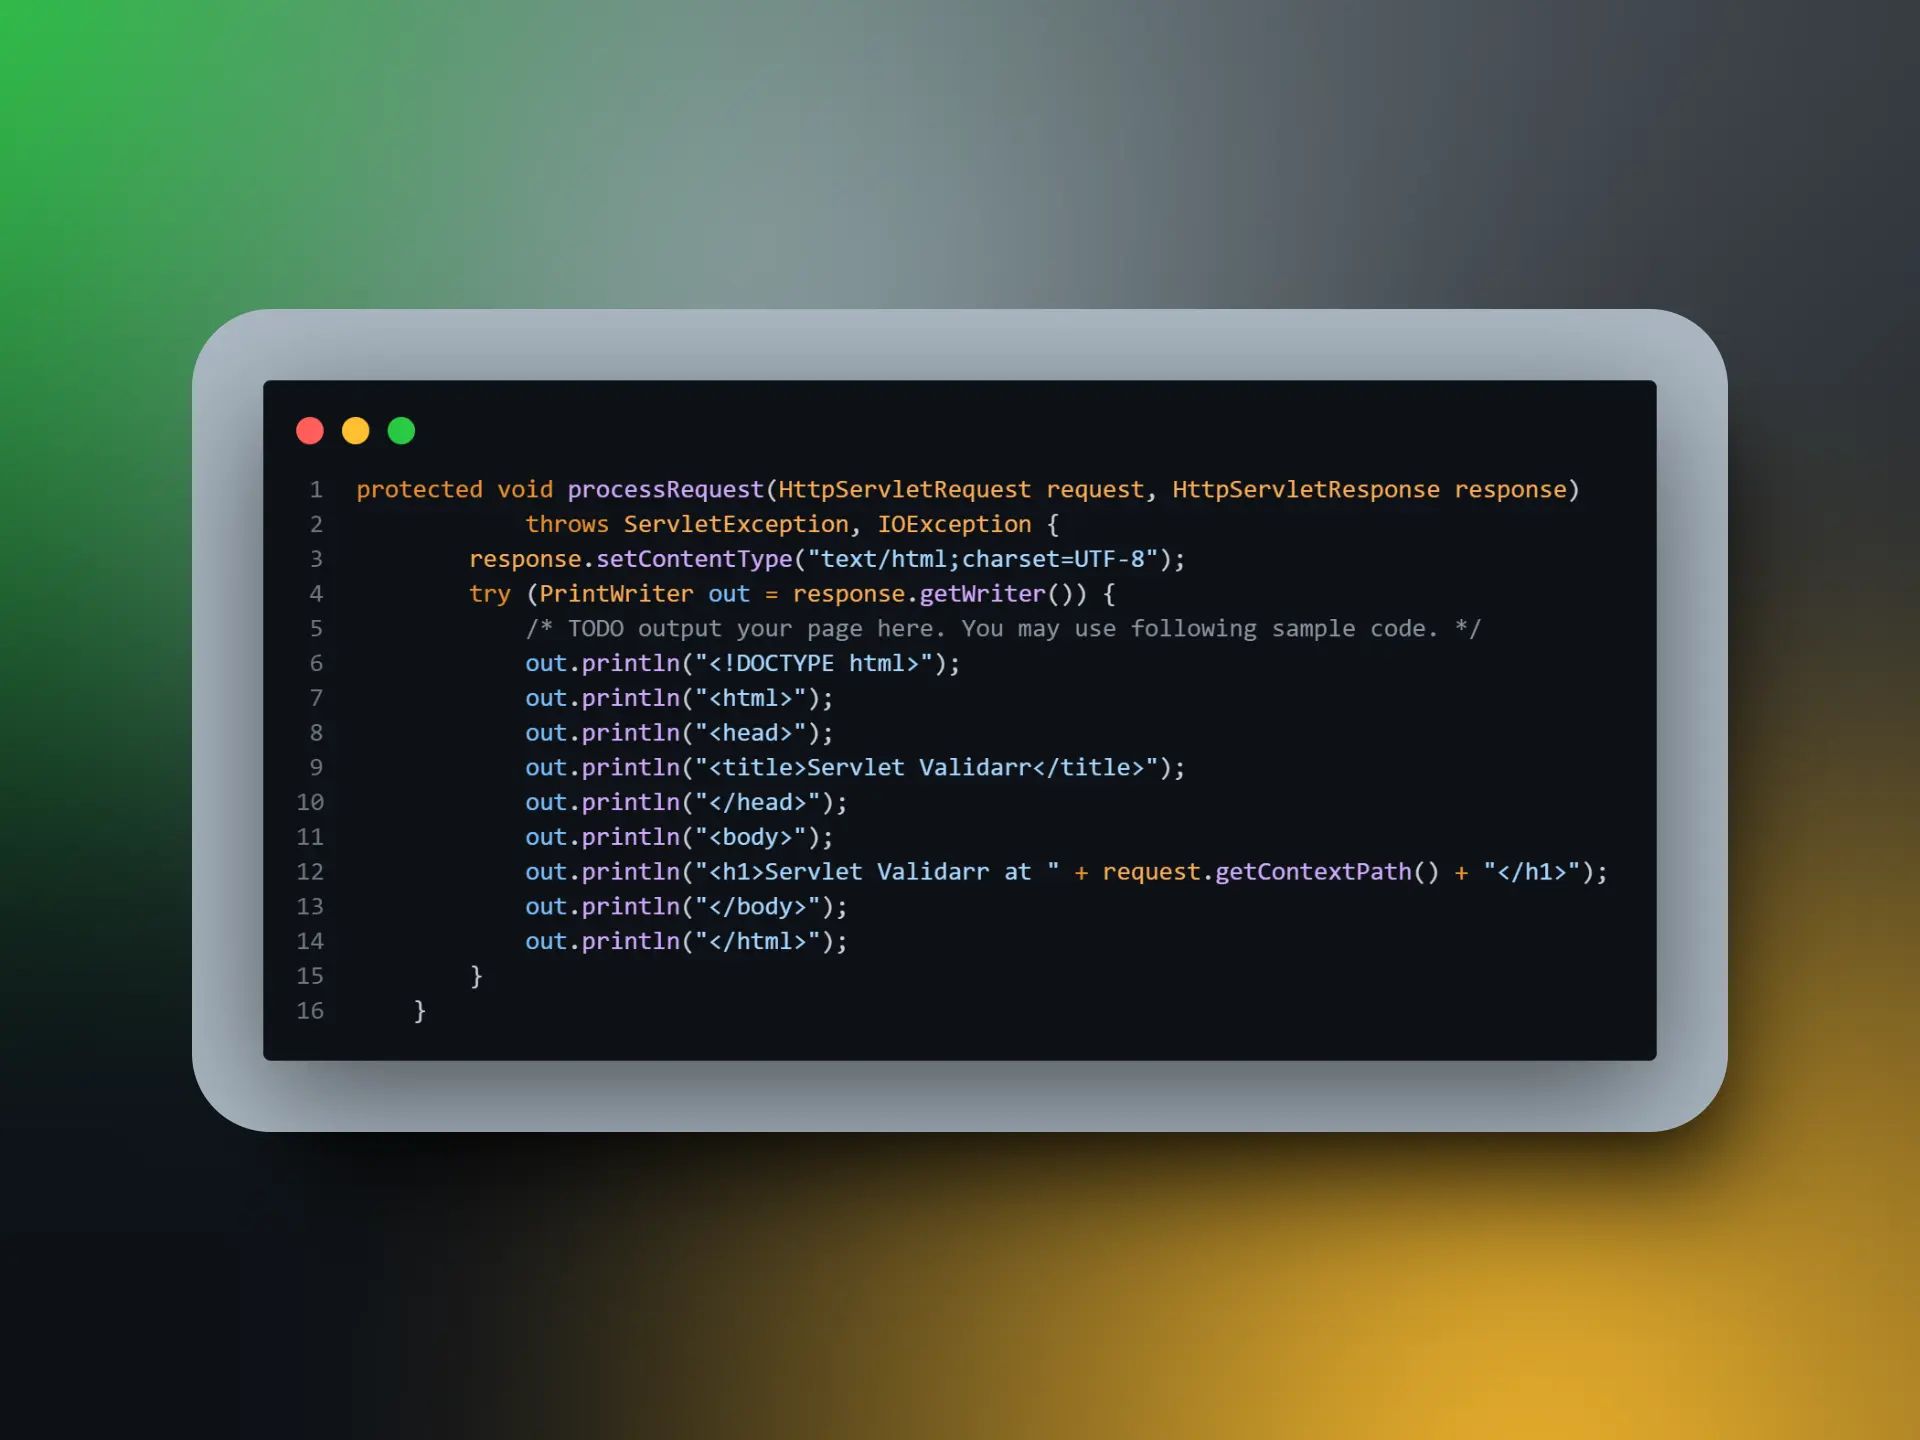 1 protected void processRequest(HttpServletRequest request, HttpServletResponse response)
2             throws ServletException, IOException {
3         response.setContentType("text/html;charset=UTF-8");
4         try (PrintWriter out = response.getWriter()) {
5             /* TODO output your page here. You may use following sample code. */
6             out.println("<!DOCTYPE html>");
7             out.println("<html>");
8             out.println("<head>");
9             out.println("<title>Servlet Validarr</title>");
10             out.println("</head>");
11             out.println("<body>");
12             out.println("<h1>Servlet Validarr at " + request.getContextPath() + "</h1>");
13             out.println("</body>");
14             out.println("</html>");
15         }
16     }